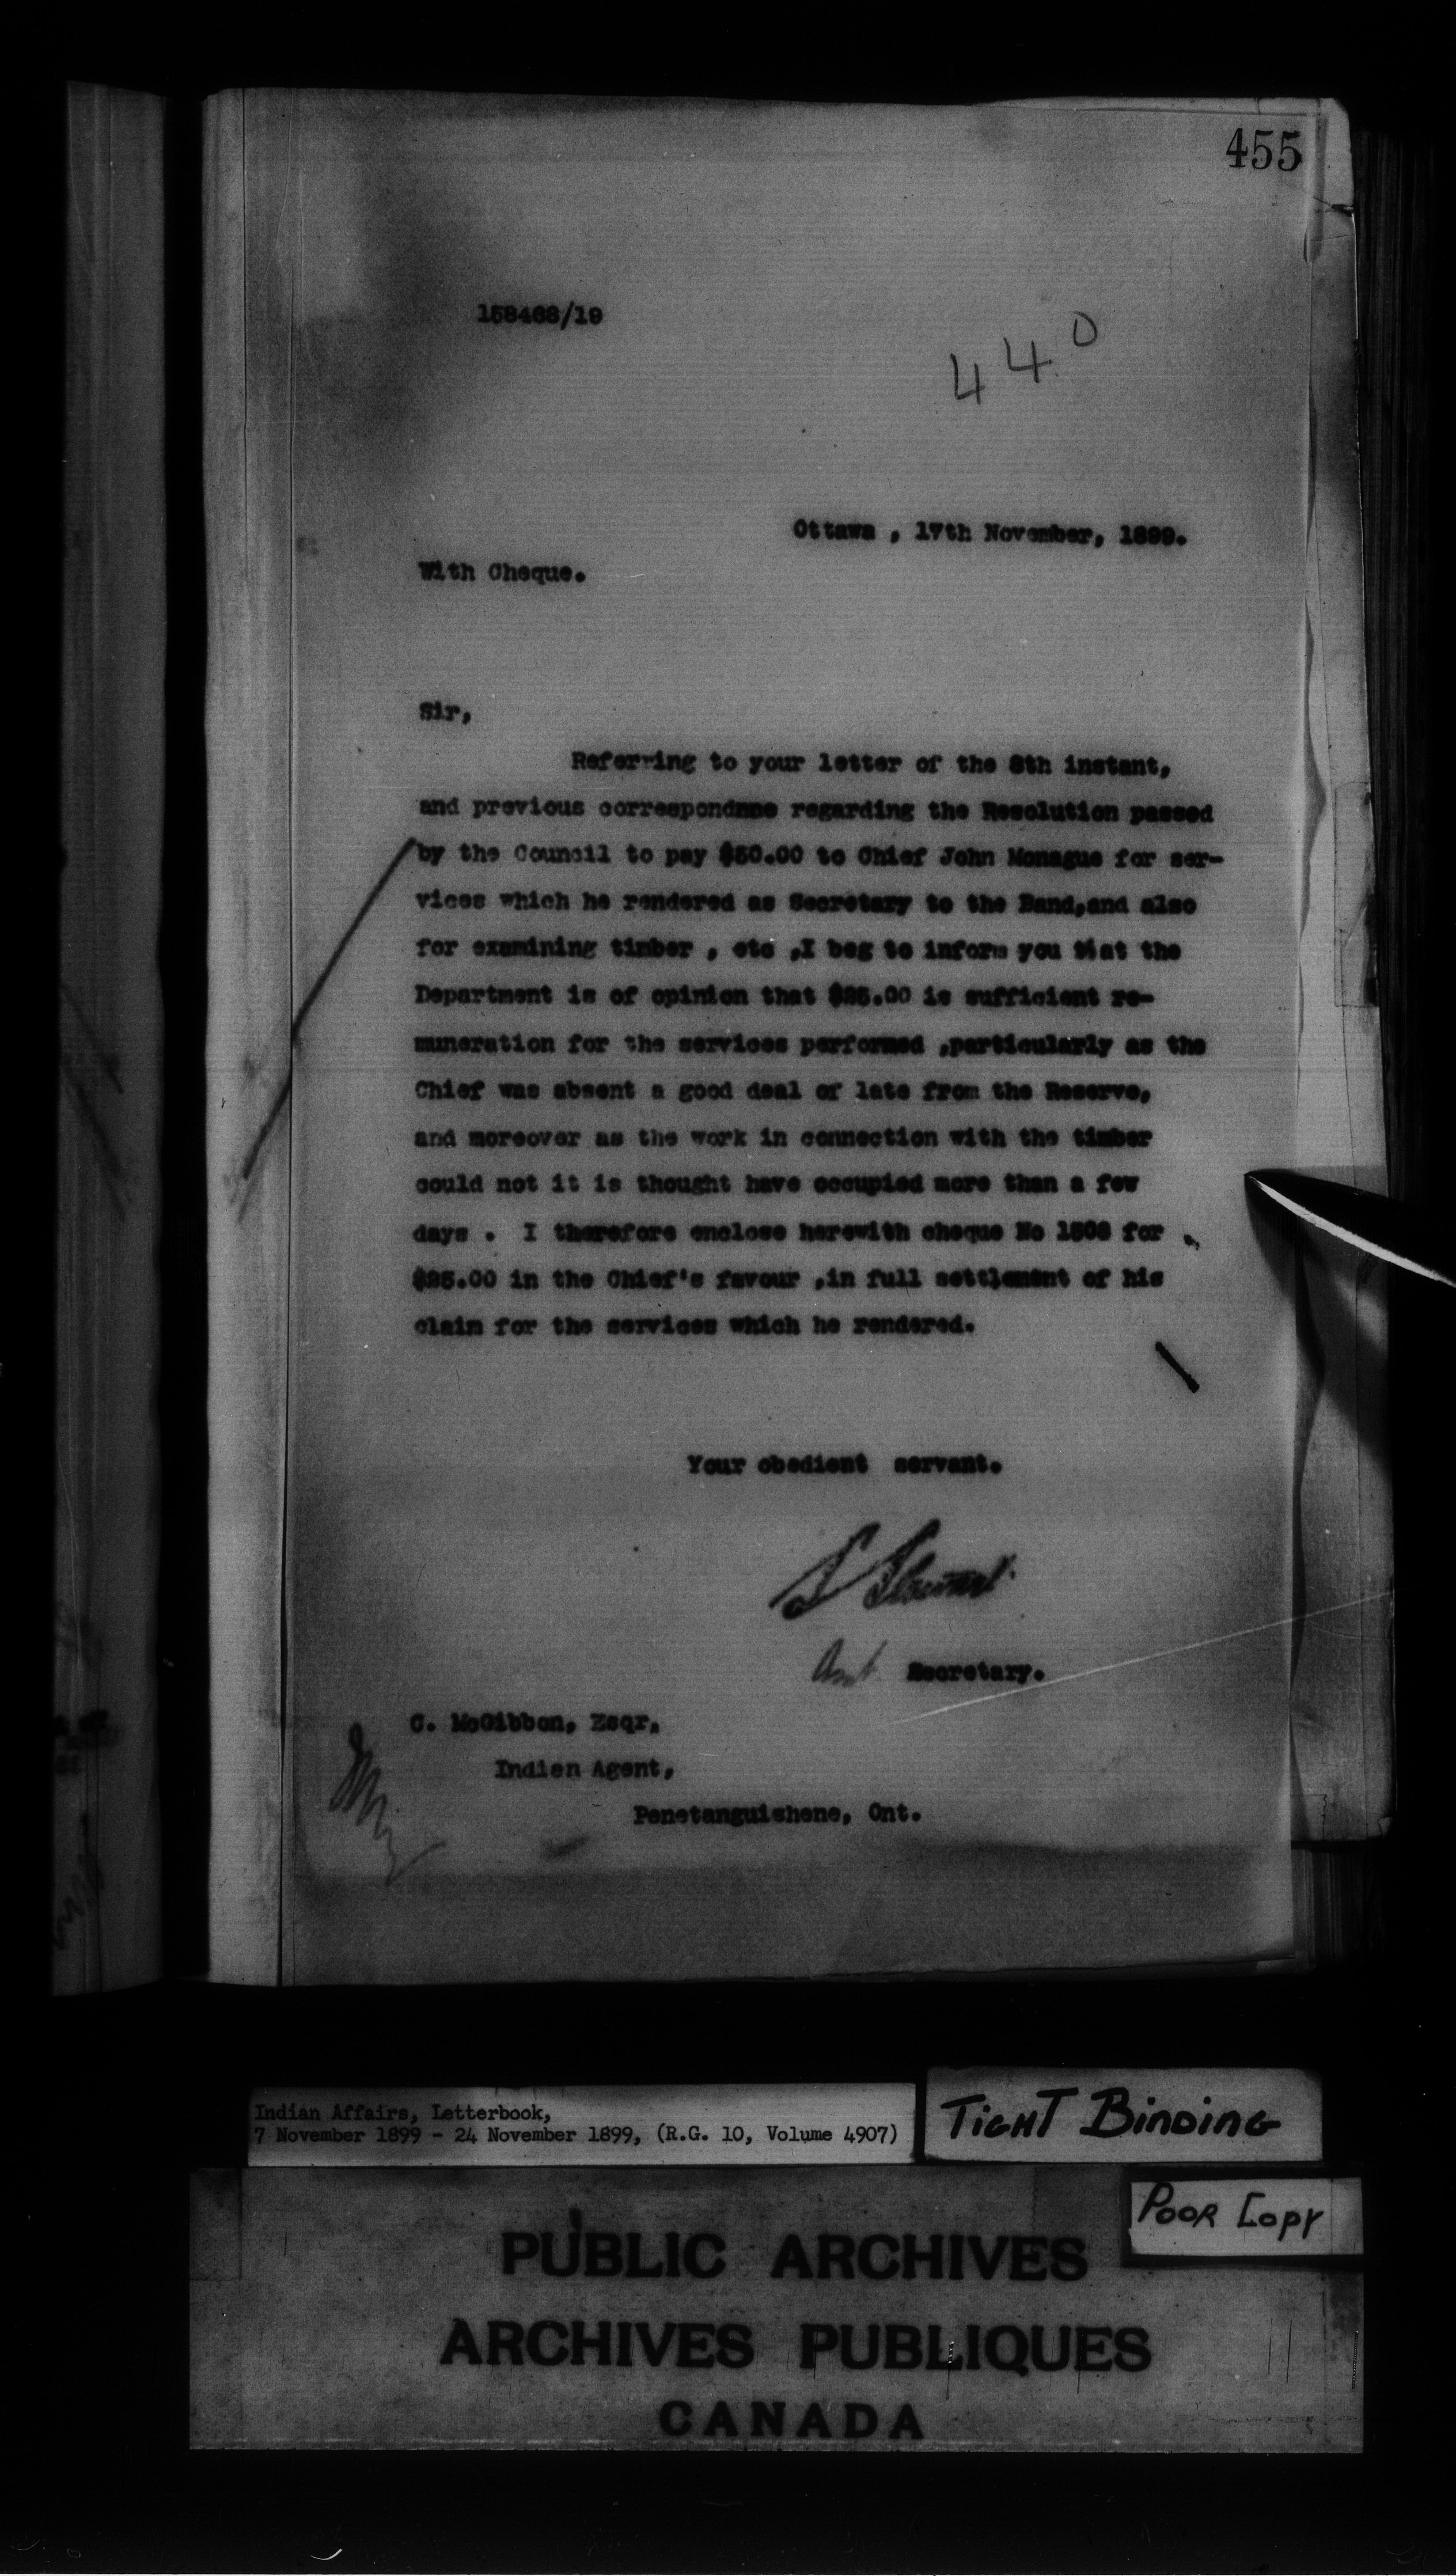 455
158468/19
440
Ottawa , 17th November, 1899.
With Cheque.
Sir,
Referring to your letter of the 8th instant,
and previous correspondnne regarding the Resolution passed
by the Council to pay $50.00 to Chief John Monague for ser-
vices which he rendered as Secretary to the Band,and also
for examining timber , etc ,I beg to inform you that the
Department is of opinion that $25.00 is sufficient re-
muneration for the services performed ,particularly as the
Chief was absent a good deal of late from the Reserve,
and moreover as the work in connection with the timber
could not it is thought have occupied more than a few
days . I therefore enclose herewith cheque No 1506 for
$25.00 in the Chief's favour ,in full settlement of his
claim for the services which he rendered.
Your obedient servant.
S Stewart
Asst. Secretary.
C. McGibbon, Esqr,
Indian Agent,
Penetanguishene, Ont.
Indian Affairs, Letterbook,
7 November 1899 - 24 November 1899, (R.G. 10, Volume 4907)
TIGHT BINDING
POOR COPY
PUBLIC ARCHIVES
ARCHIVES PUBLIQUES
CANADA